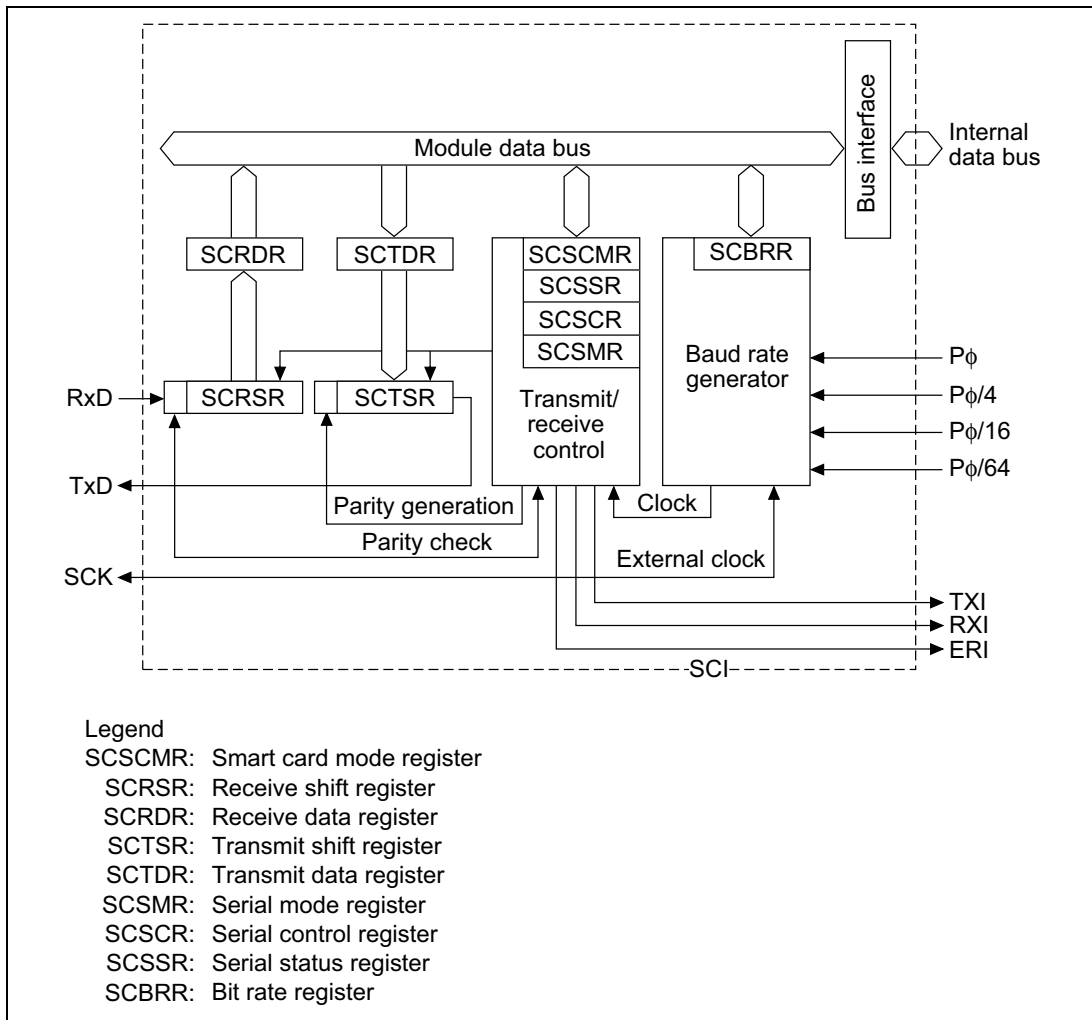 Bus interface
Internal
data bus
Module data bus
SCRDR
SCTDR
SCSCMR
SCSSR
SCSCR
SCSMR
SCBRR
Transmit/
receive
control
Baud rate
generator
Pϕ
Pϕ/4
Pϕ/16
Pϕ/64
RxD
SCRSR
SCTSR
TxD
Parity generation
Clock
Parity check
External clock
SCK
TXI
RXI
ERI
SCI
Legend
SCSCMR: Smart card mode register
SCRSR: Receive shift register
SCRDR: Receive data register
SCTSR: Transmit shift register
SCTDR: Transmit data register
SCSMR: Serial mode register
SCSCR: Serial control register
SCSSR: Serial status register
SCBRR: Bit rate register